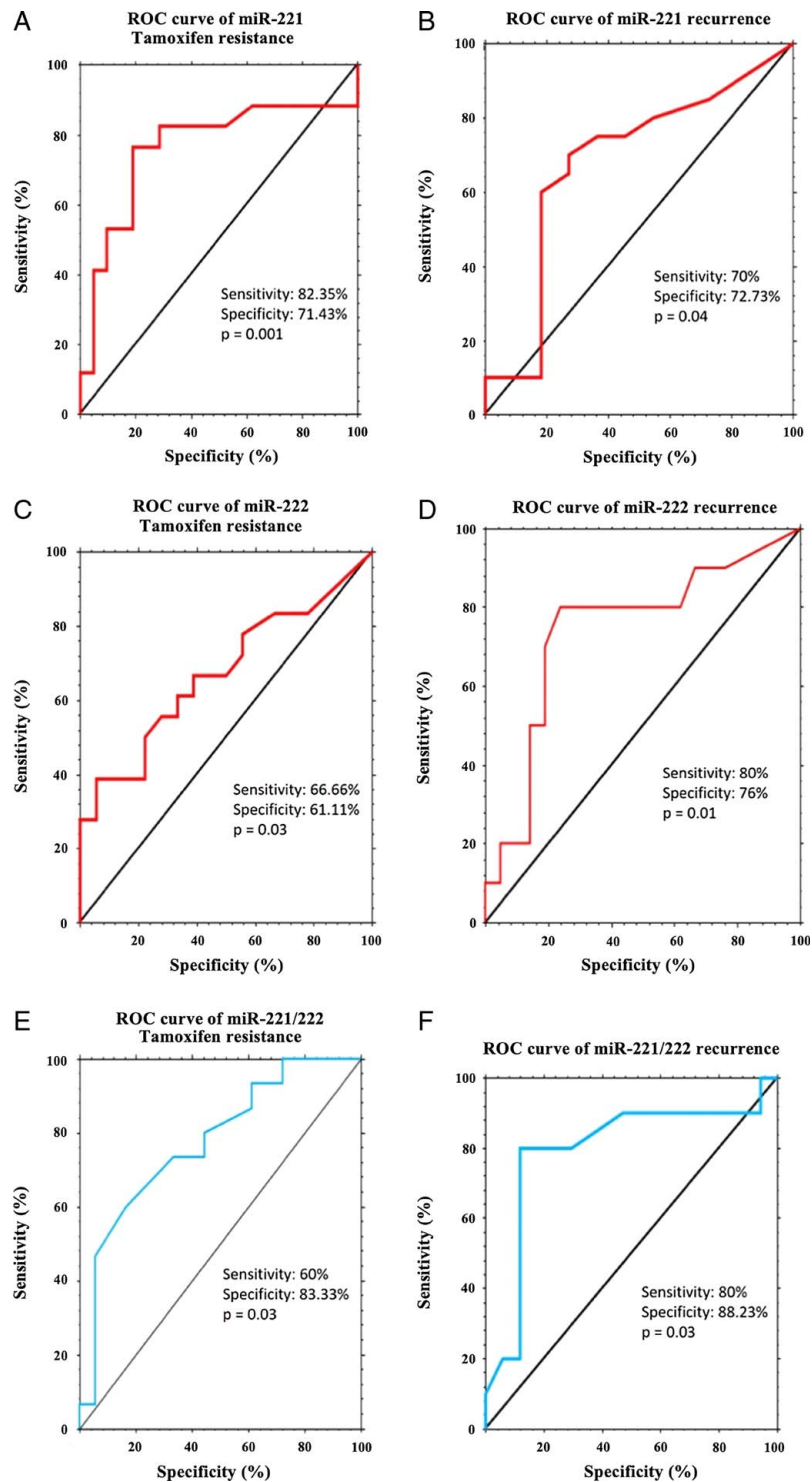 A
ROC curve of miR-221
Tamoxifen resistance
100
80
60
40
20
0
Sensitivity (%)
Sensitivity: 82.35%
Specificity: 71.43%
p = 0.001
20
40
60
80
100
Specificity (%)
B
ROC curve of miR-221 recurrence
100
80
60
40
20
0
Sensitivity (%)
Sensitivity: 70%
Specificity: 72.73%
p = 0.04
20
40
60
80
100
Specificity (%)
C
ROC curve of miR-222
Tamoxifen resistance
100
80
60
40
20
0
Sensitivity (%)
Sensitivity: 66.66%
Specificity: 61.11%
p = 0.03
20
40
60
80
100
Specificity (%)
D
ROC curve of miR-222 recurrence
100
80
60
40
20
0
Sensitivity (%)
Sensitivity: 80%
Specificity: 76%
p = 0.01
20
40
60
80
100
Specificity (%)
E
ROC curve of miR-221/222
Tamoxifen resistance
100
80
60
40
20
0
Sensitivity (%)
Sensitivity: 60%
Specificity: 83.33%
p = 0.03
20
40
60
80
100
Specificity (%)
F
ROC curve of miR-221/222 recurrence
100
80
60
40
20
0
Sensitivity (%)
Sensitivity: 80%
Specificity: 88.23%
p = 0.03
20
40
60
80
100
Specificity (%)